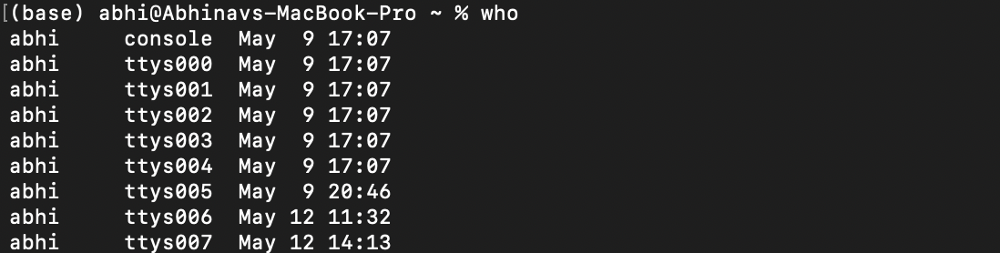 [(base) abhi@Abhinavs-MacBook-Pro ~ % who
abhi     console  May  9 17:07
abhi     ttys000  May  9 17:07
abhi     ttys001  May  9 17:07
abhi     ttys002  May  9 17:07
abhi     ttys003  May  9 17:07
abhi     ttys004  May  9 17:07
abhi     ttys005  May  9 20:46
abhi     ttys006  May 12 11:32
abhi     ttys007  May 12 14:13